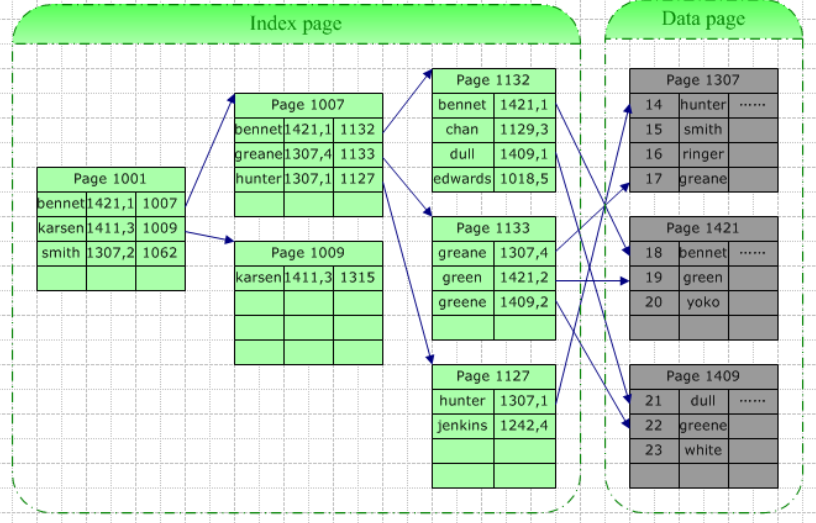 Index page
Data page
Page 1001
bennet 1421,1 1007
karsen 1411,3 1009
smith 1307,2 1062
Page 1007
bennet 1421,1 1132
greane 1307,4 1133
hunter 1307,1 1127
Page 1009
karsen 1411,3 1315
Page 1132
bennet 1421,1
chan 1129,3
dull 1409,1
edwards 1018,5
Page 1133
greane 1307,4
green 1421,2
greene 1409,2
Page 1127
hunter 1307,1
jenkins 1242,4
Page 1307
14 hunter ……
15 smith
16 ringer
17 greane
Page 1421
18 bennet ……
19 green
20 yoko
Page 1409
21 dull ……
22 greene
23 white